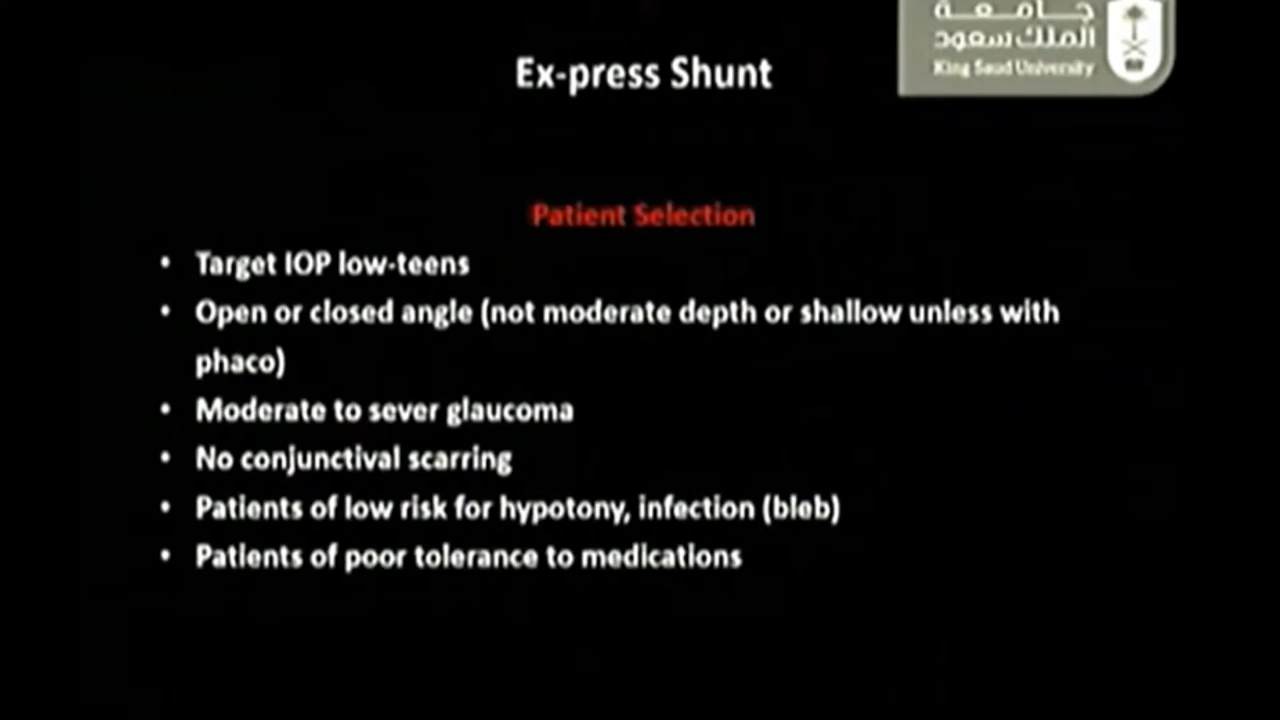 جامعة
الملك سعود
King Saud University
Ex-press Shunt
Patient Selection
• Target IOP low-teens
• Open or closed angle (not moderate depth or shallow unless with
phaco)
• Moderate to sever glaucoma
• No conjunctival scarring
• Patients of low risk for hypotony, infection (bleb)
• Patients of poor tolerance to medications